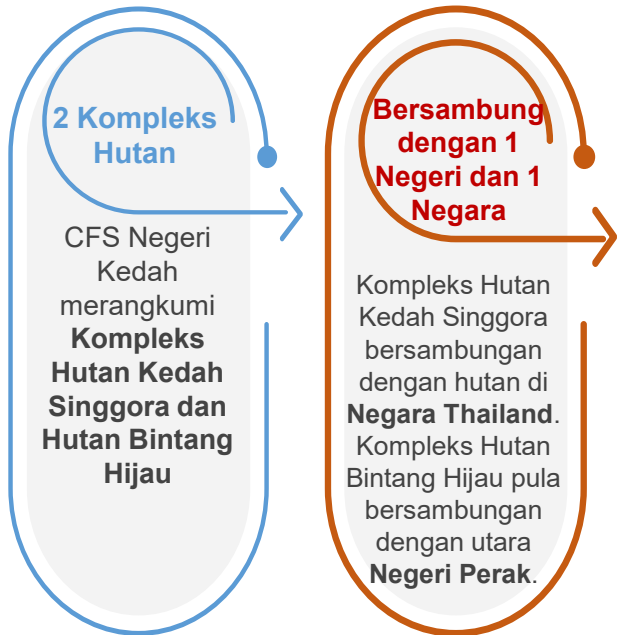 2 Kompleks
Hutan
CFS Negeri
Kedah
merangkumi
Kompleks
Hutan Kedah
Singgora dan
Hutan Bintang
Hijau
Bersambung
dengan 1
Negeri dan 1
Negara
Kompleks Hutan
Kedah Singgora
bersambungan
dengan hutan di
Negara Thailand.
Kompleks Hutan
Bintang Hijau pula
bersambungan
dengan utara
Negeri Perak.